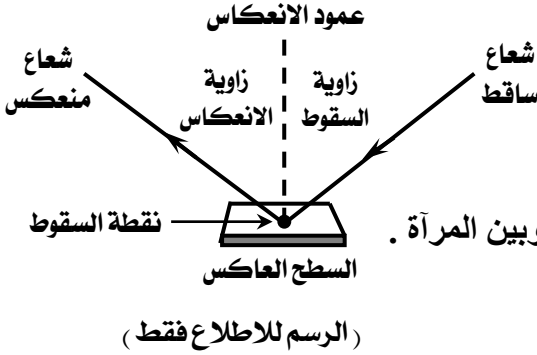 عمود الانعكاس
شعاع
ساقط
زاوية
السقوط
زاوية
الانعكاس
شعاع
منعكس
نقطة السقوط
وبين المرآة .
السطح العاكس
( الرسم للاطلاع فقط )